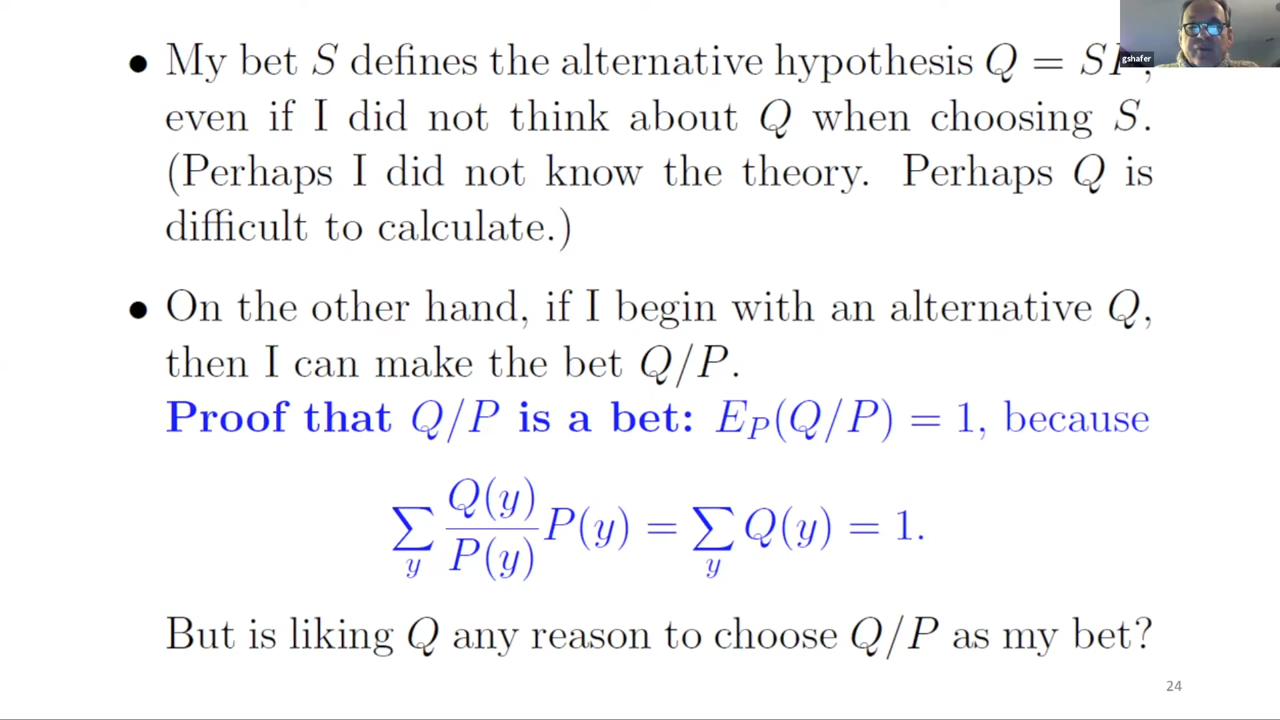 • My bet S defines the alternative hypothesis Q = SP,
even if I did not think about Q when choosing S.
(Perhaps I did not know the theory. Perhaps Q is
difficult to calculate.)
• On the other hand, if I begin with an alternative Q,
then I can make the bet Q/P.
Proof that Q/P is a bet: E_P(Q/P) = 1, because
∑_y Q(y)/P(y) P(y) = ∑_y Q(y) = 1.
But is liking Q any reason to choose Q/P as my bet?
24
gshafer